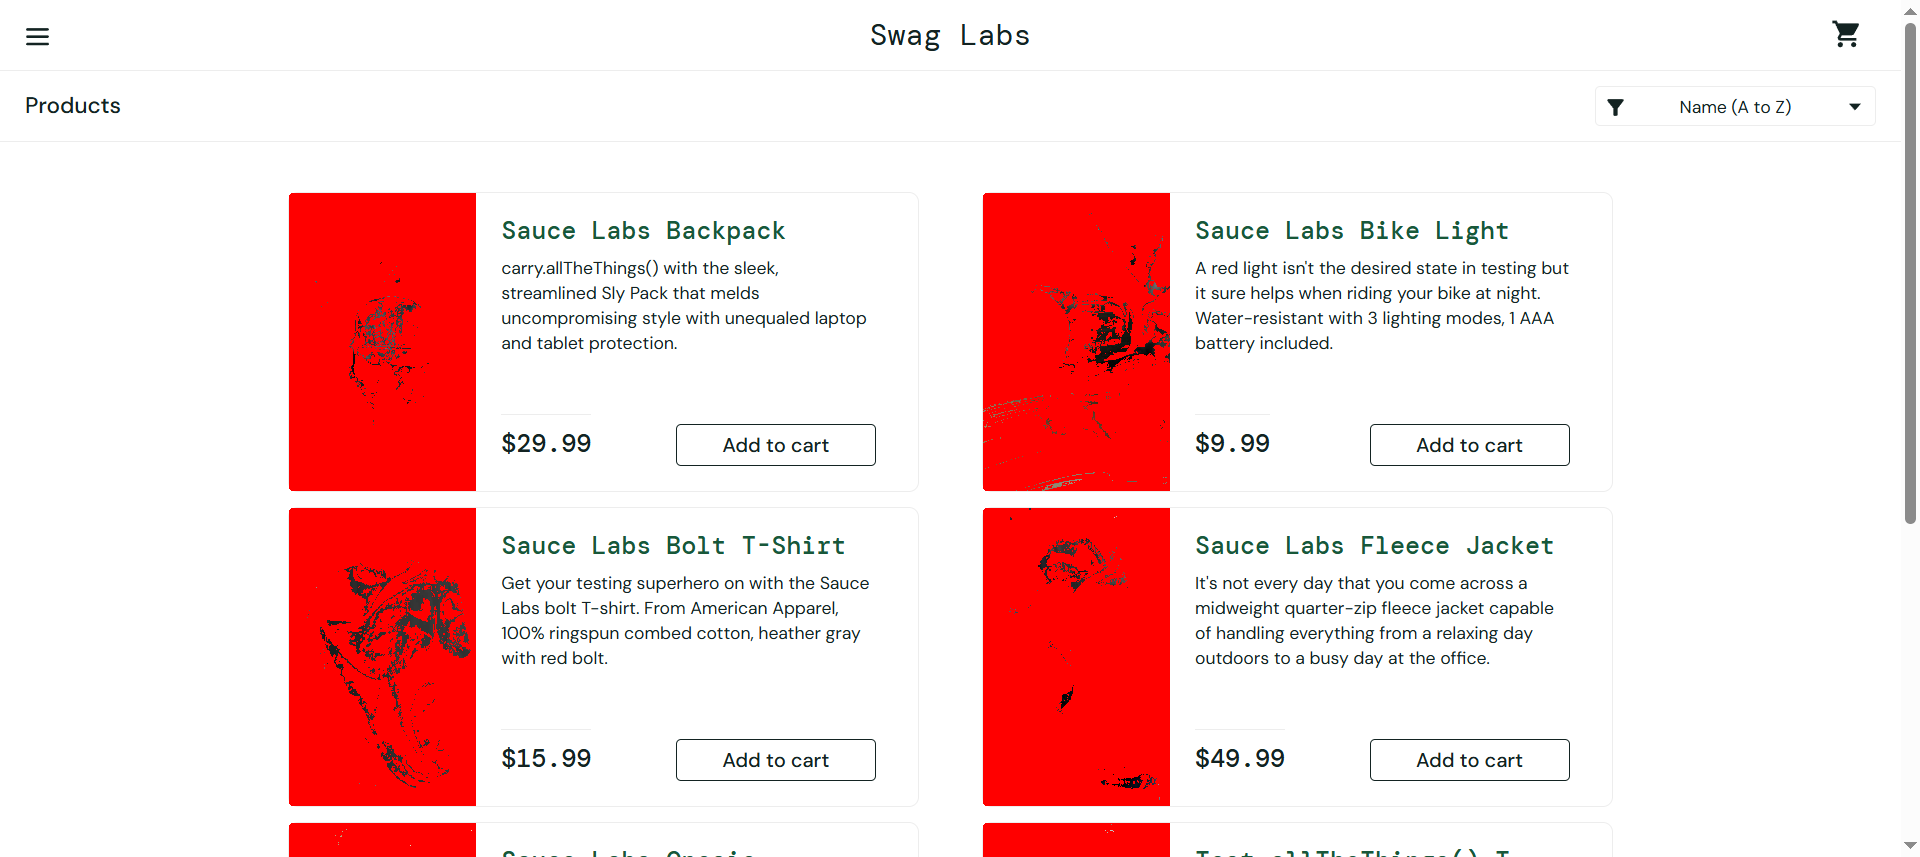 Swag Labs
Products
Name (A to Z)
Sauce Labs Backpack
carry.allTheThings() with the sleek,
streamlined Sly Pack that melds
uncompromising style with unequaled laptop
and tablet protection.
$29.99
Add to cart
Sauce Labs Bike Light
A red light isn't the desired state in testing but
it sure helps when riding your bike at night.
Water-resistant with 3 lighting modes, 1 AAA
battery included.
$9.99
Add to cart
Sauce Labs Bolt T-Shirt
Get your testing superhero on with the Sauce
Labs bolt T-shirt. From American Apparel,
100% ringspun combed cotton, heather gray
with red bolt.
$15.99
Add to cart
Sauce Labs Fleece Jacket
It's not every day that you come across a
midweight quarter-zip fleece jacket capable
of handling everything from a relaxing day
outdoors to a busy day at the office.
$49.99
Add to cart
Sauce Labs Onesie
Test.allTheThings() T-